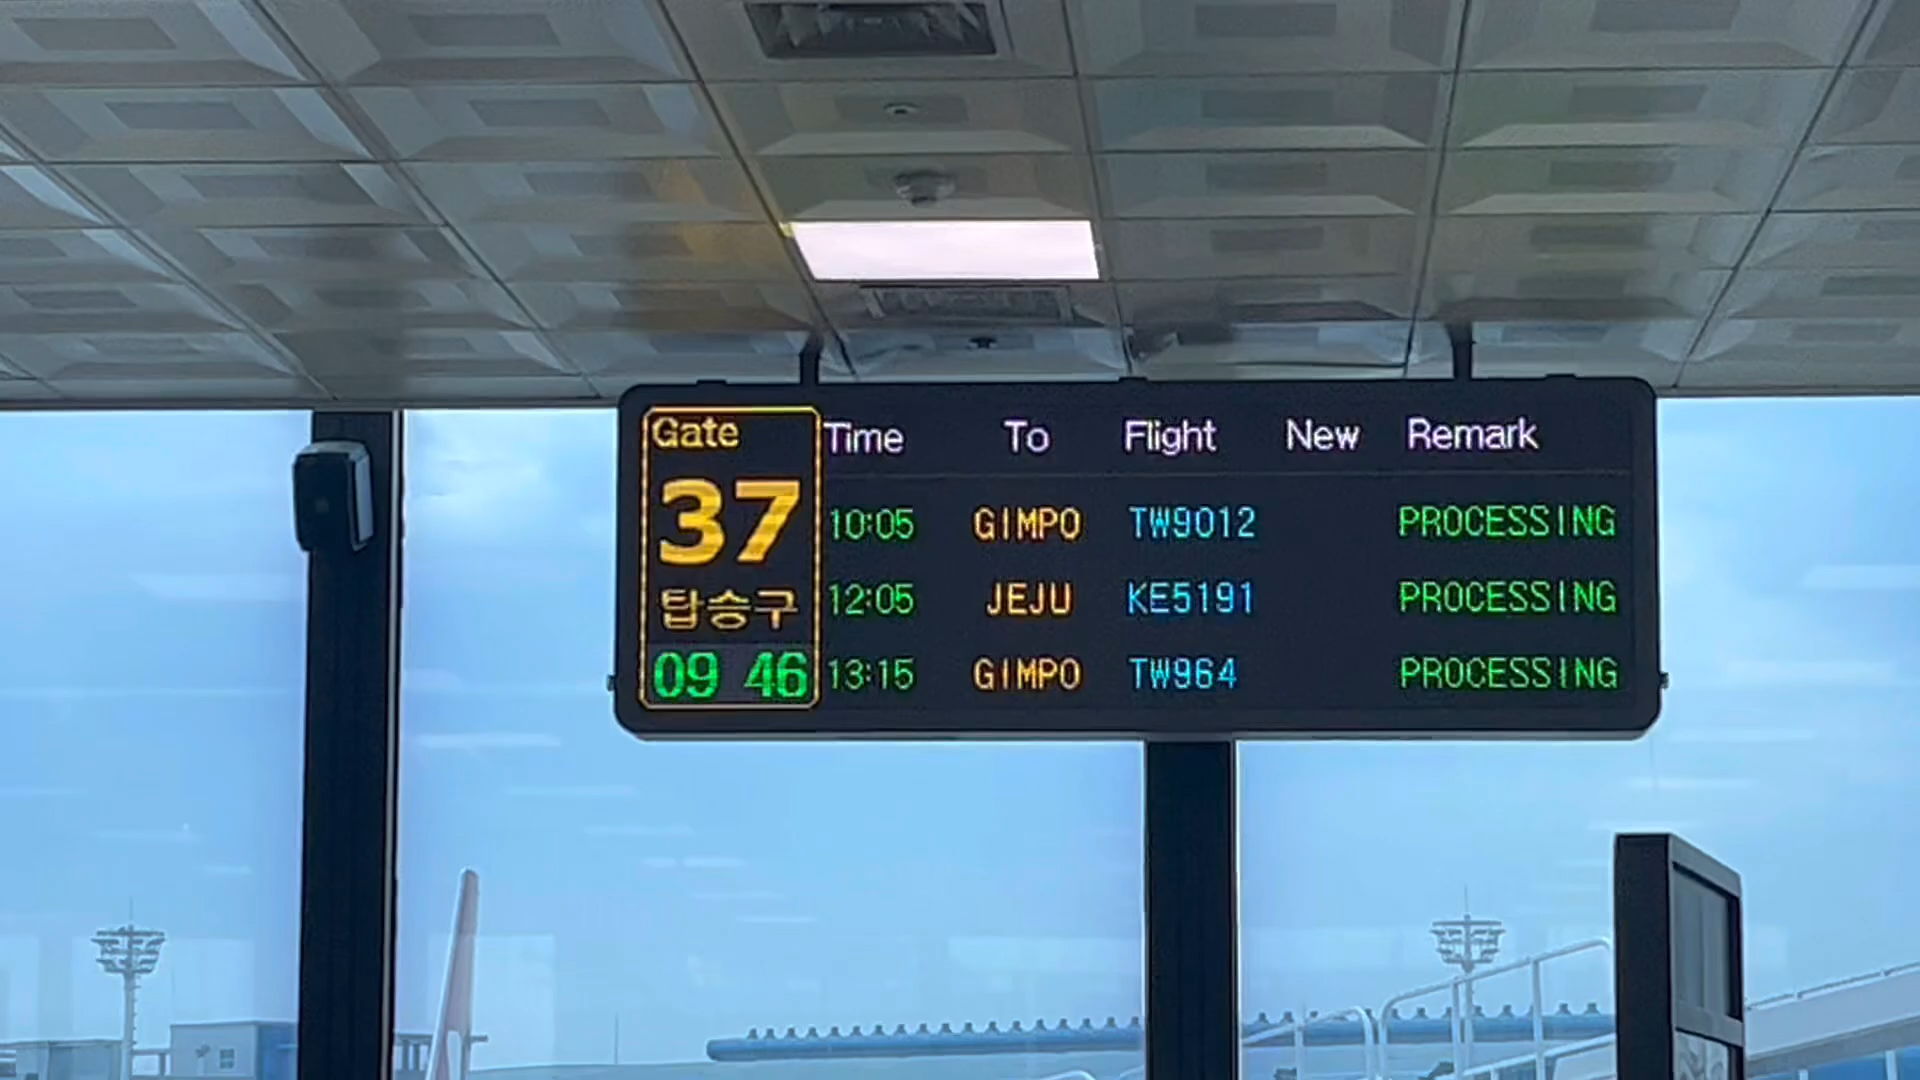 Gate
37
탑승구
09 46
Time To Flight New Remark
10:05 GIMPO TW9012 PROCESSING
12:05 JEJU KE5191 PROCESSING
13:15 GIMPO TW964 PROCESSING